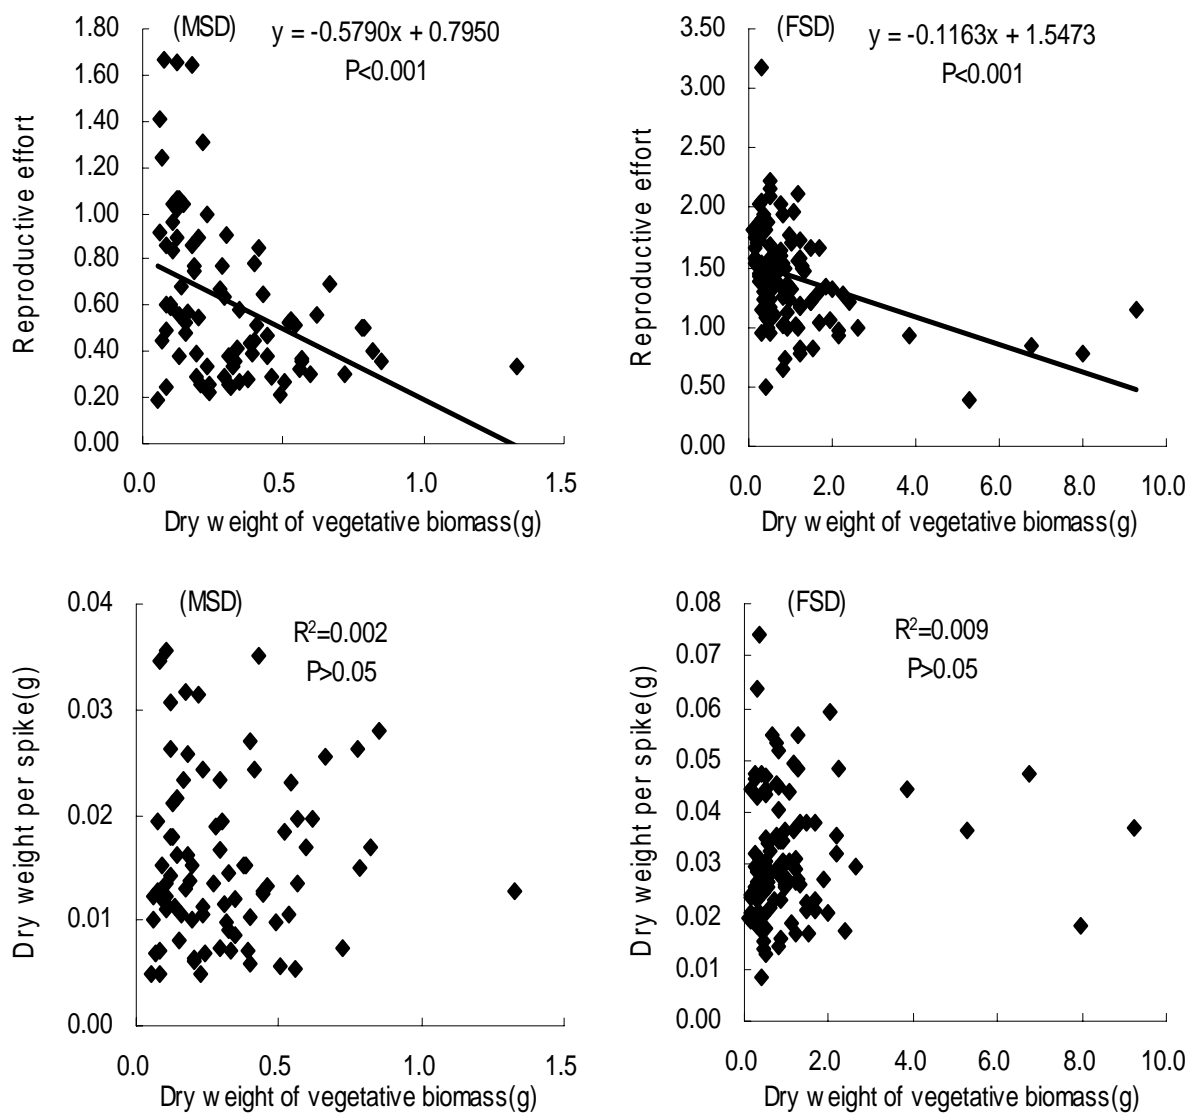 (MSD) y = -0.5790x + 0.7950
P<0.001
Reproductive effort
1.80
1.60
1.40
1.20
1.00
0.80
0.60
0.40
0.20
0.00
0.0 0.5 1.0 1.5
Dry weight of vegetative biomass(g)
(FSD) y = -0.1163x + 1.5473
P<0.001
Reproductive effort
3.50
3.00
2.50
2.00
1.50
1.00
0.50
0.00
0.0 2.0 4.0 6.0 8.0 10.0
Dry weight of vegetative biomass(g)
(MSD)
R²=0.002
P>0.05
Dry weight per spike(g)
0.04
0.03
0.02
0.01
0.00
0.0 0.5 1.0 1.5
Dry weight of vegetative biomass(g)
(FSD)
R²=0.009
P>0.05
Dry weight per spike(g)
0.08
0.07
0.06
0.05
0.04
0.03
0.02
0.01
0.00
0.0 2.0 4.0 6.0 8.0 10.0
Dry weight of vegetative biomass(g)